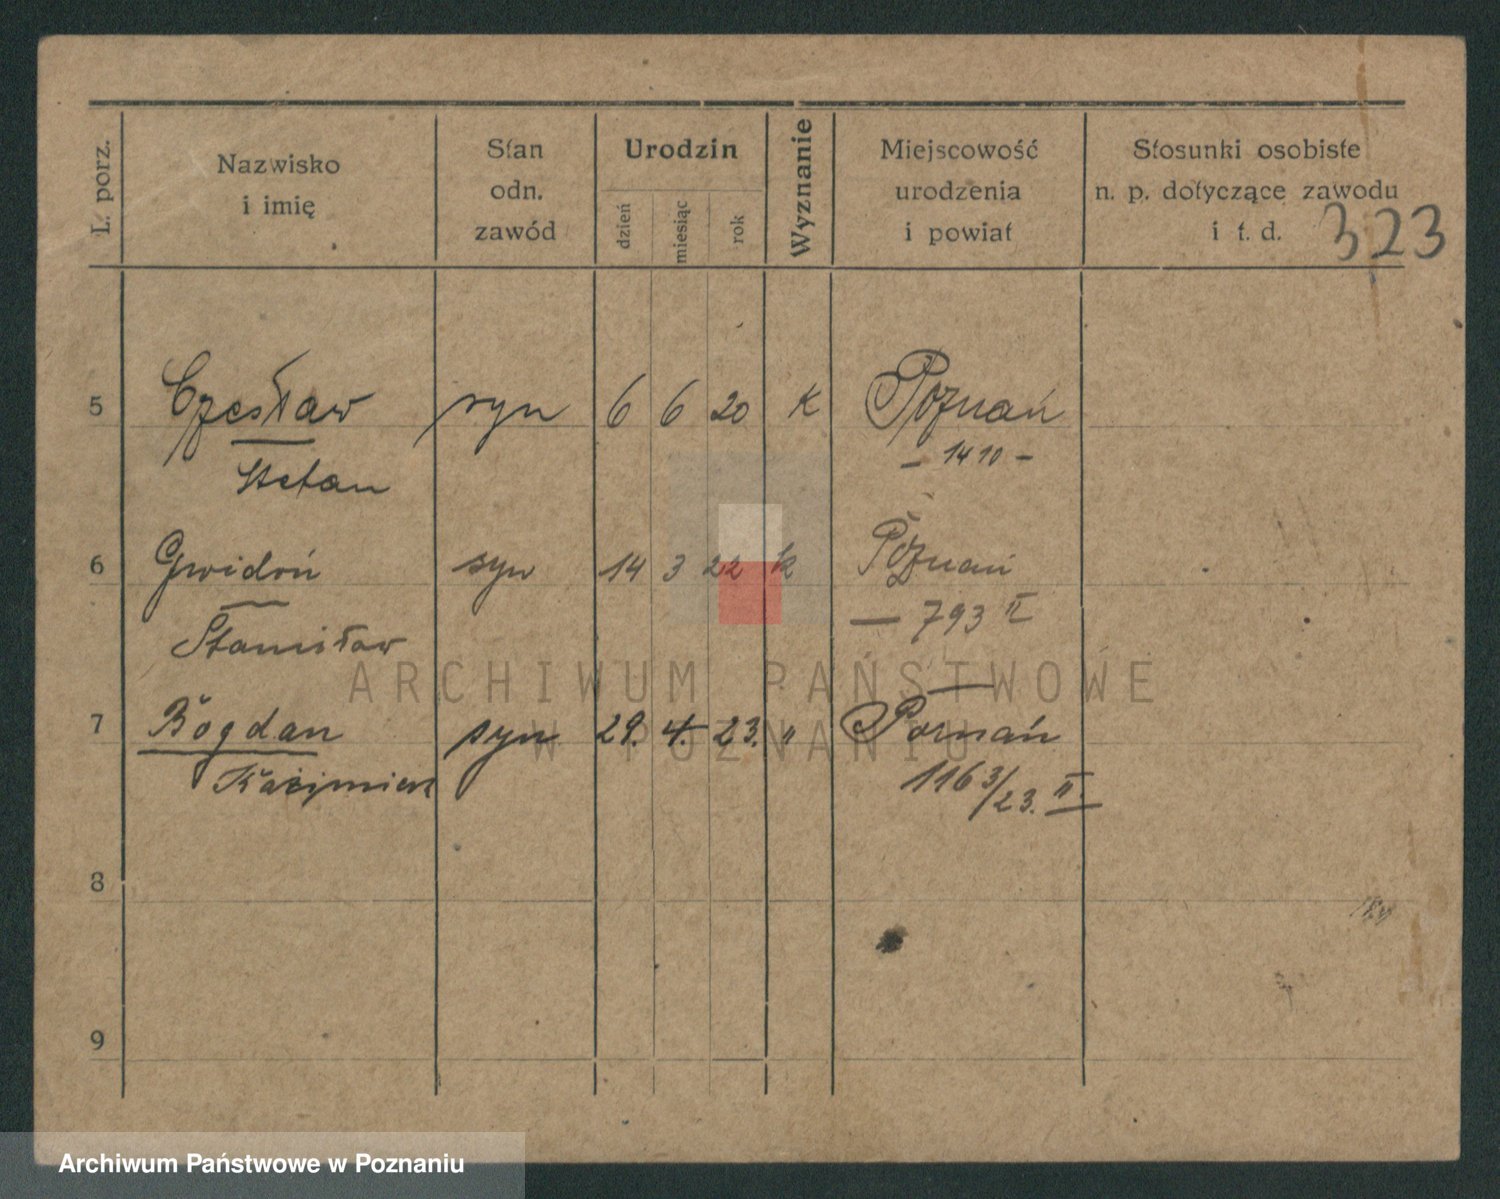 L. porz.
Nazwisko
i imię
Stan
odn.
zawód
Urodzin
dzień
miesiąc
rok
Wyznanie
Miejscowość
urodzenia
i powiat
Stosunki osobiste
n. p. dotyczące zawodu
i t. d.
323
5 Czesław syn 6 6 20 K Poznań
Stefan - 1410 -
6 Gwidoń syn 14 3 22 k Poznań
Stanisław — 793 II
7 Bogdan syn 29. 4. 23. " Poznań
Kazimierz 1163/23. II.
8
9
ARCHIWUM PAŃSTWOWE
W POZNANIU
Archiwum Państwowe w Poznaniu